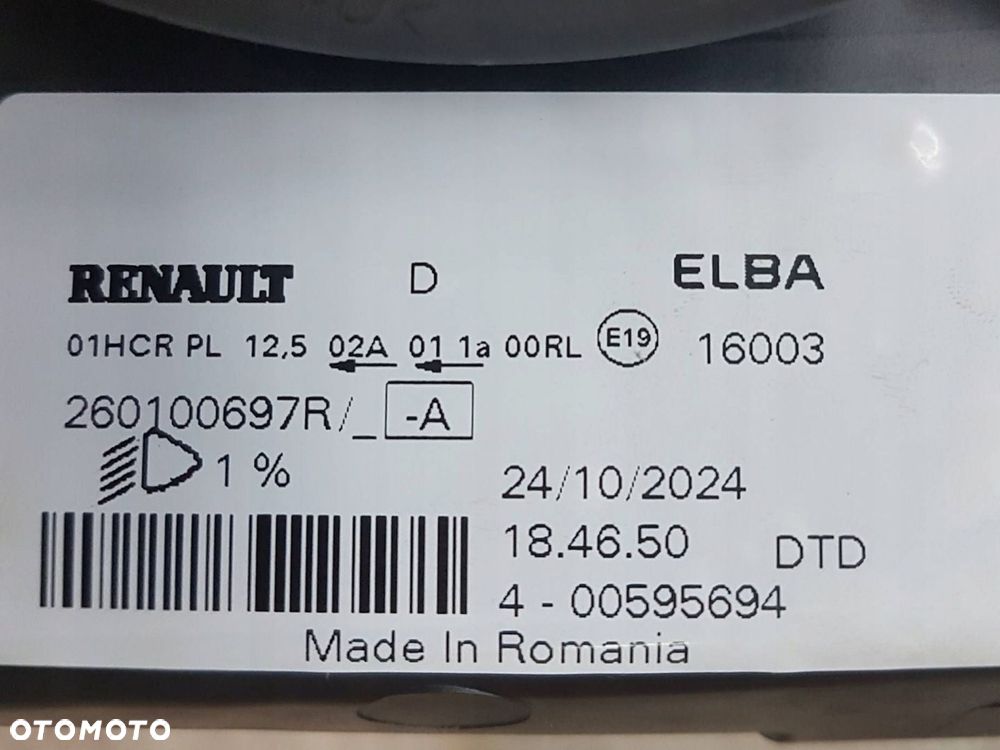 RENAULT D ELBA
01HCR PL 12,5 02A 01 1a 00RL E19 16003
260100697R/_ -A
1 % 24/10/2024
18.46.50 DTD
4 - 00595694
Made In Romania
OTOMOTO